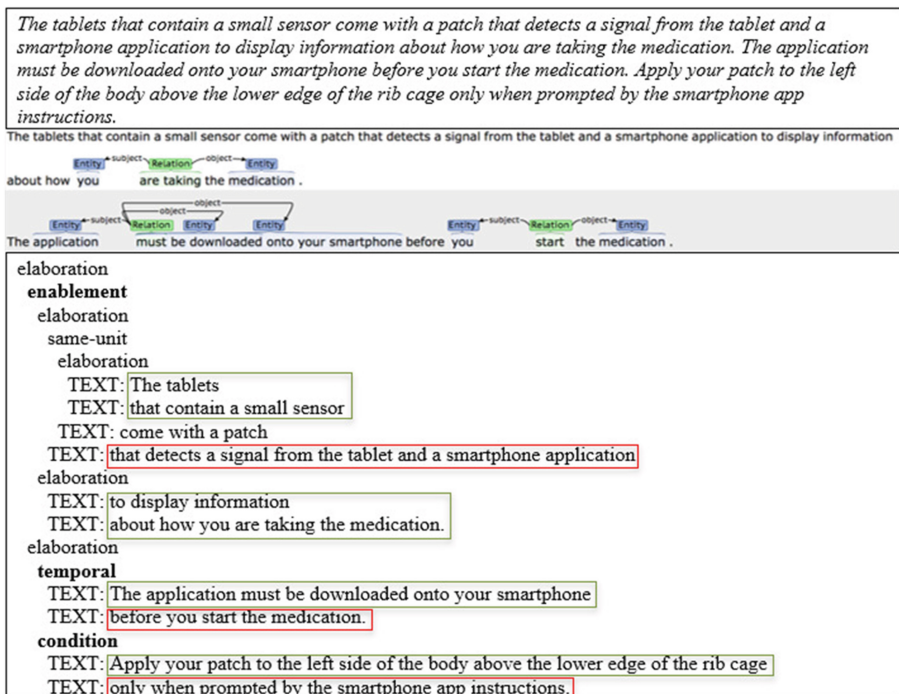 The tablets that contain a small sensor come with a patch that detects a signal from the tablet and a
smartphone application to display information about how you are taking the medication. The application
must be downloaded onto your smartphone before you start the medication. Apply your patch to the left
side of the body above the lower edge of the rib cage only when prompted by the smartphone app
instructions.
The tablets that contain a small sensor come with a patch that detects a signal from the tablet and a smartphone application to display information
Entity subject Relation object Entity
about how you are taking the medication .
object
object
Entity subject Relation Entity Entity Entity subject Relation object Entity
The application must be downloaded onto your smartphone before you start the medication .
elaboration
enablement
elaboration
same-unit
elaboration
TEXT: The tablets
TEXT: that contain a small sensor
TEXT: come with a patch
TEXT: that detects a signal from the tablet and a smartphone application
elaboration
TEXT: to display information
TEXT: about how you are taking the medication.
elaboration
temporal
TEXT: The application must be downloaded onto your smartphone
TEXT: before you start the medication.
condition
TEXT: Apply your patch to the left side of the body above the lower edge of the rib cage
TEXT: only when prompted by the smartphone app instructions.